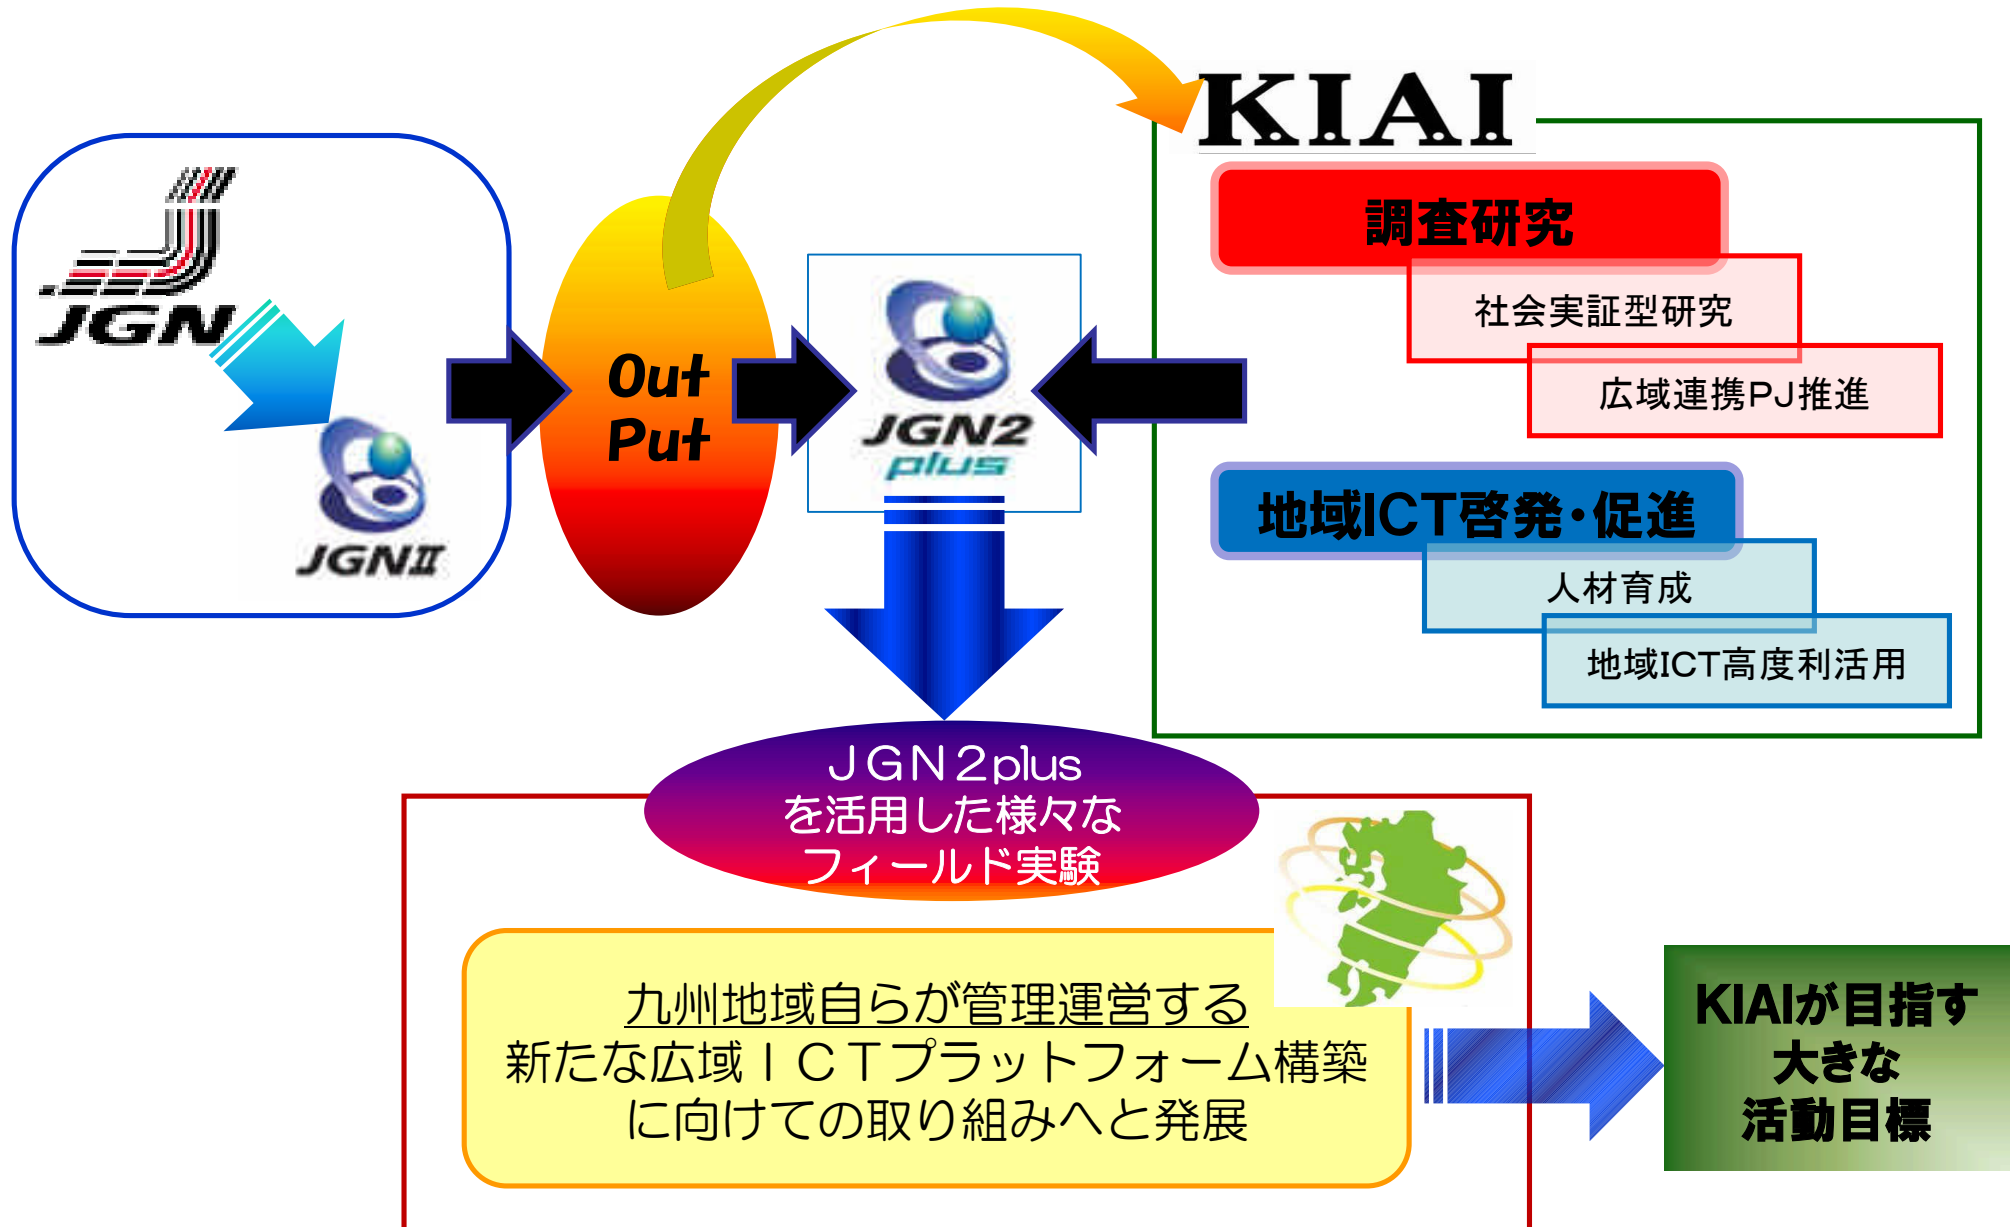 JGN
JGNⅡ
Out
Put
JGN2
plus
KIAI
調査研究
社会実証型研究
広域連携PJ推進
地域ICT啓発・促進
人材育成
地域ICT高度利活用
ＪＧＮ２plus
を活用した様々な
フィールド実験
九州地域自らが管理運営する
新たな広域ＩＣＴプラットフォーム構築
に向けての取り組みへと発展
KIAIが目指す
大きな
活動目標